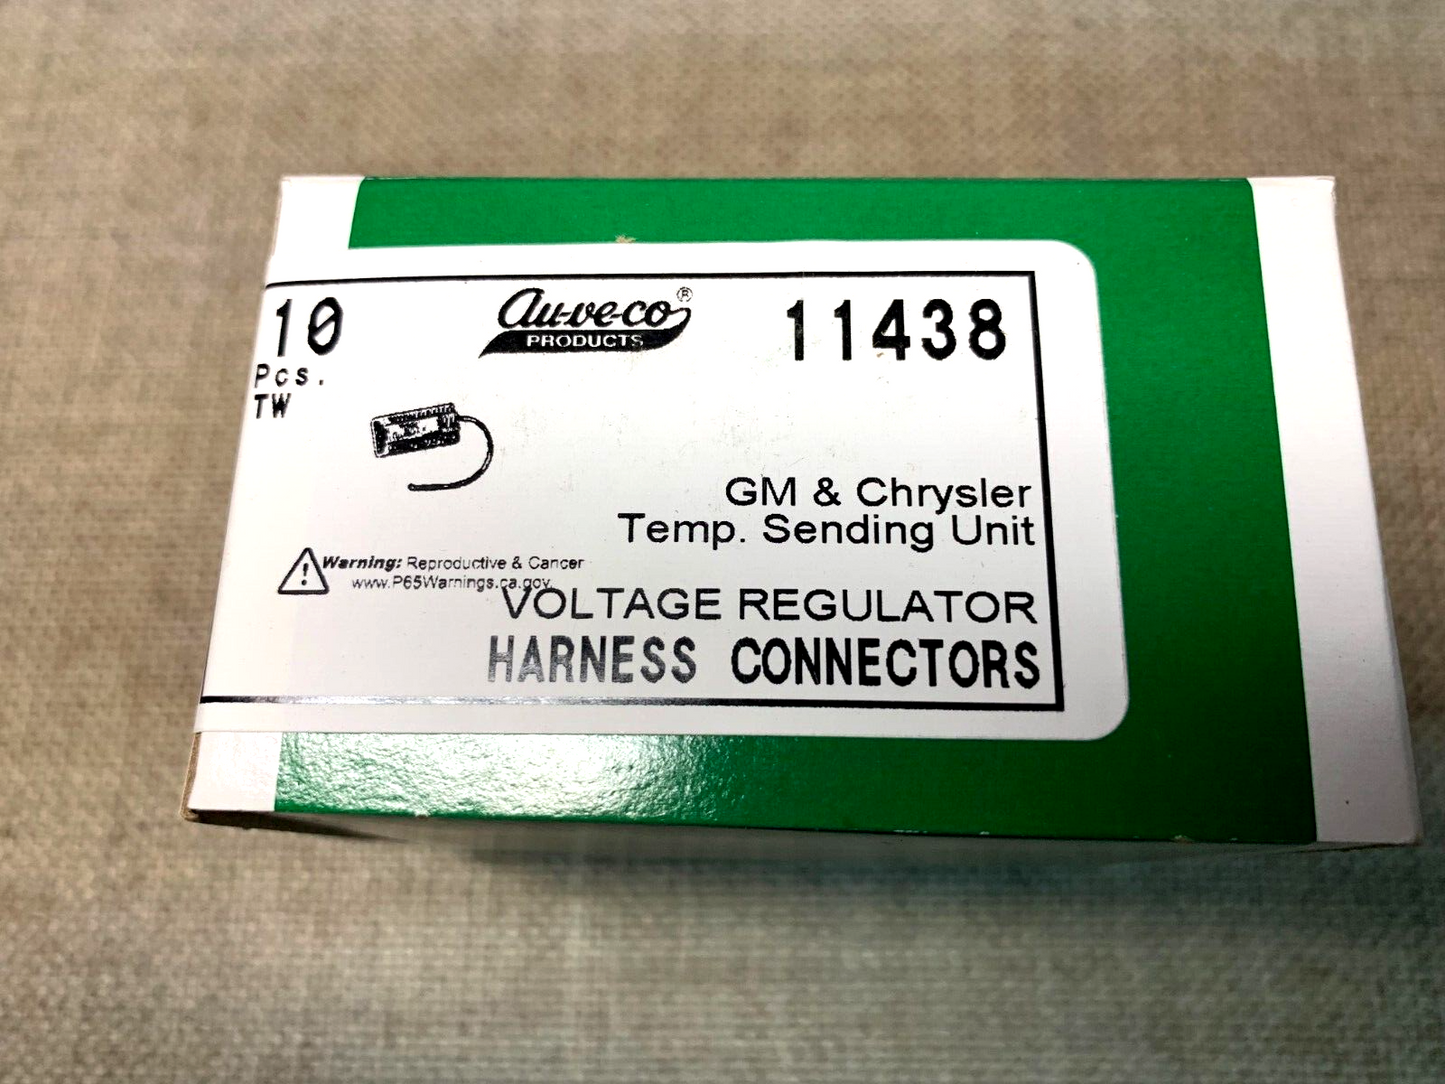 10
Pcs.
TW
au-ve-co®
PRODUCTS
11438
GM & Chrysler
Temp. Sending Unit
Warning: Reproductive & Cancer
www.P65Warnings.ca.gov
VOLTAGE REGULATOR
HARNESS CONNECTORS